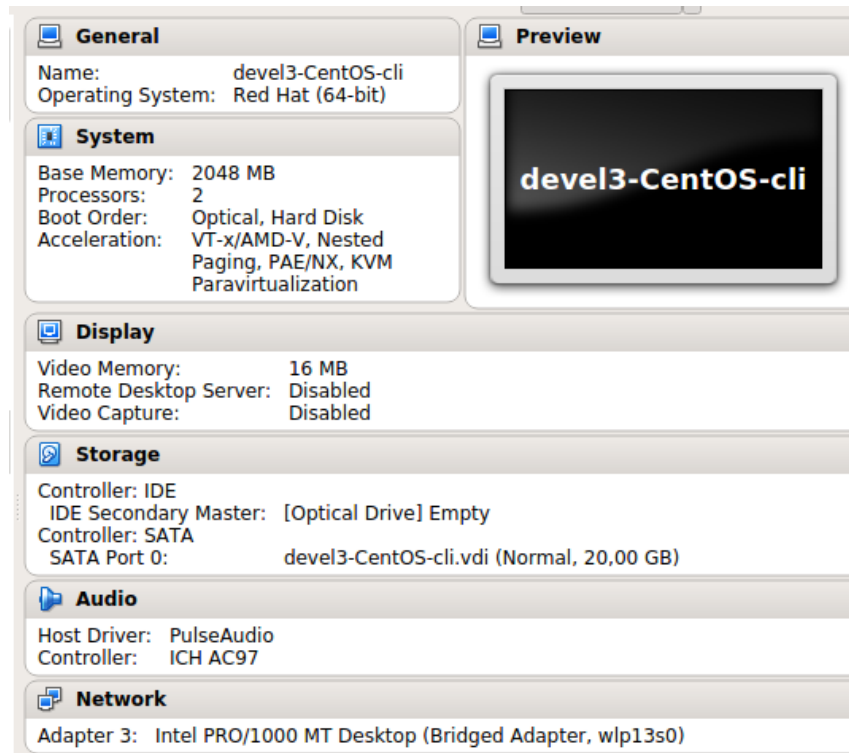 General
Name: devel3-CentOS-cli
Operating System: Red Hat (64-bit)
Preview
devel3-CentOS-cli
System
Base Memory: 2048 MB
Processors: 2
Boot Order: Optical, Hard Disk
Acceleration: VT-x/AMD-V, Nested
Paging, PAE/NX, KVM
Paravirtualization
Display
Video Memory: 16 MB
Remote Desktop Server: Disabled
Video Capture: Disabled
Storage
Controller: IDE
IDE Secondary Master: [Optical Drive] Empty
Controller: SATA
SATA Port 0: devel3-CentOS-cli.vdi (Normal, 20,00 GB)
Audio
Host Driver: PulseAudio
Controller: ICH AC97
Network
Adapter 3: Intel PRO/1000 MT Desktop (Bridged Adapter, wlp13s0)